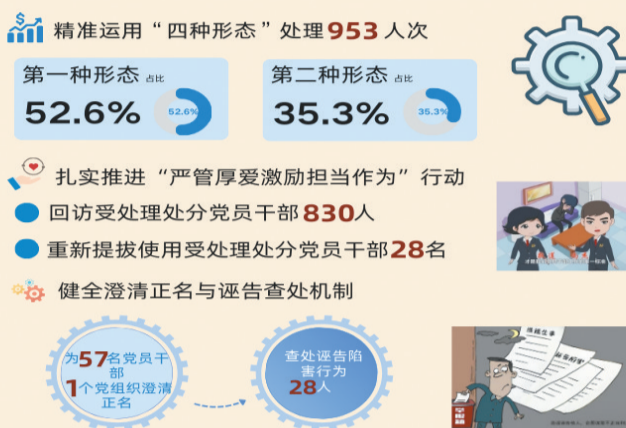 精准运用“四种形态”处理953人次
第一种形态 占比
52.6%
52.6%
第二种形态 占比
35.3%
35.3%
扎实推进“严管厚爱激励担当作为”行动
回访受处理处分党员干部830人
重新提拔使用受处理处分党员干部28名
健全澄清正名与诬告查处机制
为57名党员干
部
1个党组织澄清
正名
查处诬告陷
害行为
28人